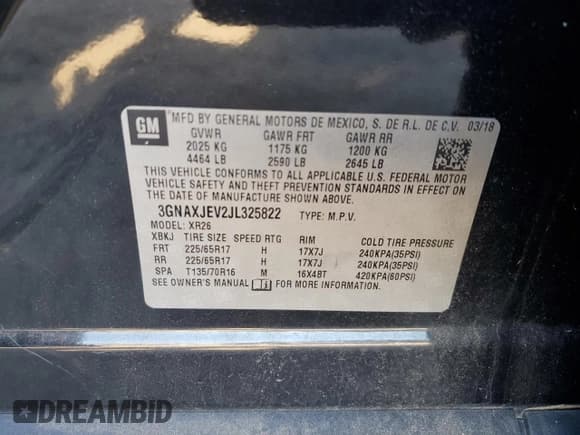 GM
MFD BY GENERAL MOTORS DE MEXICO, S. DE R.L. DE C.V. 03/18
GVWR GAWR FRT GAWR RR
2025 KG 1175 KG 1200 KG
4464 LB 2590 LB 2645 LB
THIS VEHICLE CONFORMS TO ALL APPLICABLE U.S. FEDERAL MOTOR
VEHICLE SAFETY AND THEFT PREVENTION STANDARDS IN EFFECT ON
THE DATE OF MANUFACTURE SHOWN ABOVE.
3GNAXJEV2JL325822 TYPE: M.P.V.
MODEL: XR26
XBKJ TIRE SIZE SPEED RTG RIM COLD TIRE PRESSURE
FRT 225/65R17 H 17X7J 240KPA(35PSI)
RR 225/65R17 H 17X7J 240KPA(35PSI)
SPA T135/70R16 M 16X4BT 420KPA(60PSI)
SEE OWNER'S MANUAL FOR MORE INFORMATION.
DREAMBID